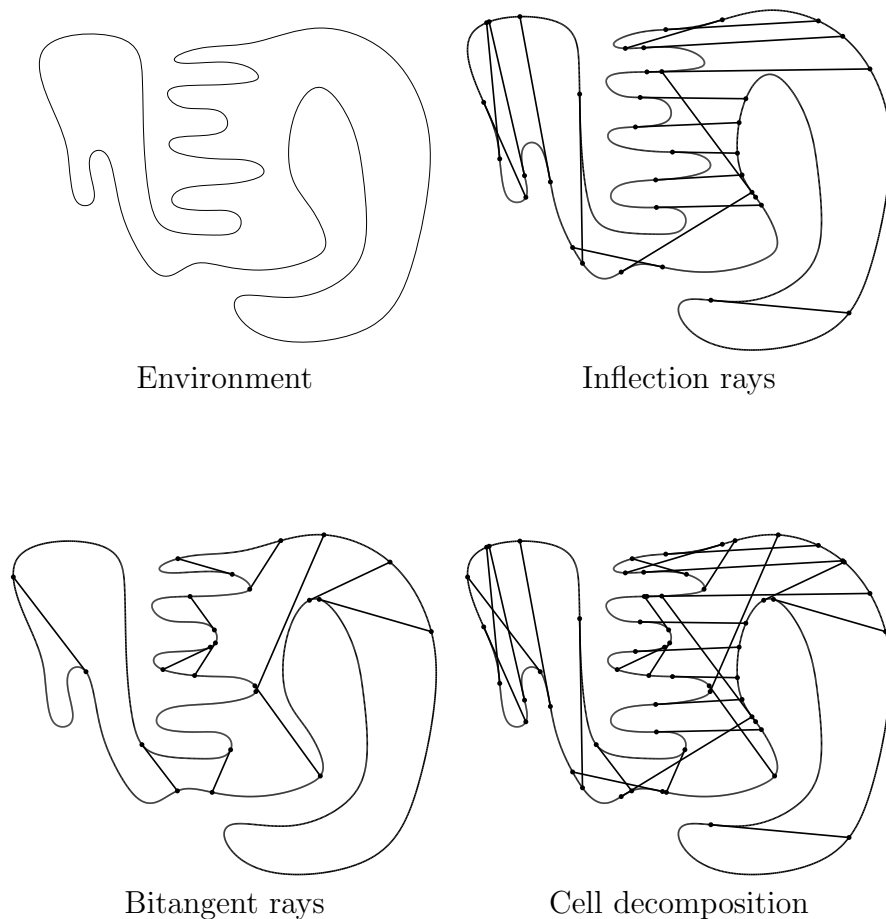 Environment
Inflection rays
Bitangent rays
Cell decomposition